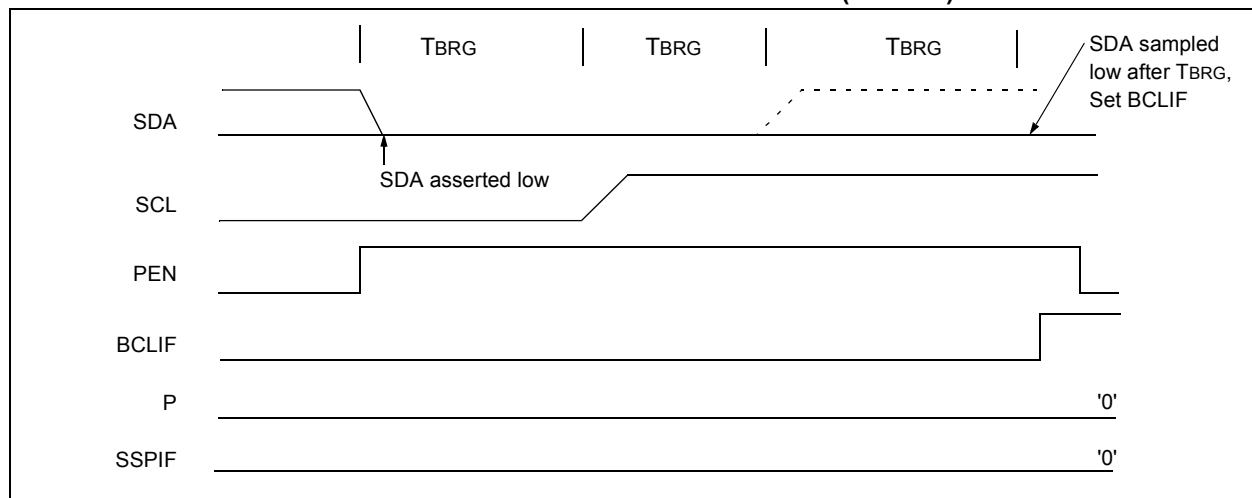 TBRG TBRG TBRG
SDA sampled
low after TBRG,
Set BCLIF
SDA
SDA asserted low
SCL
PEN
BCLIF
P '0'
SSPIF '0'